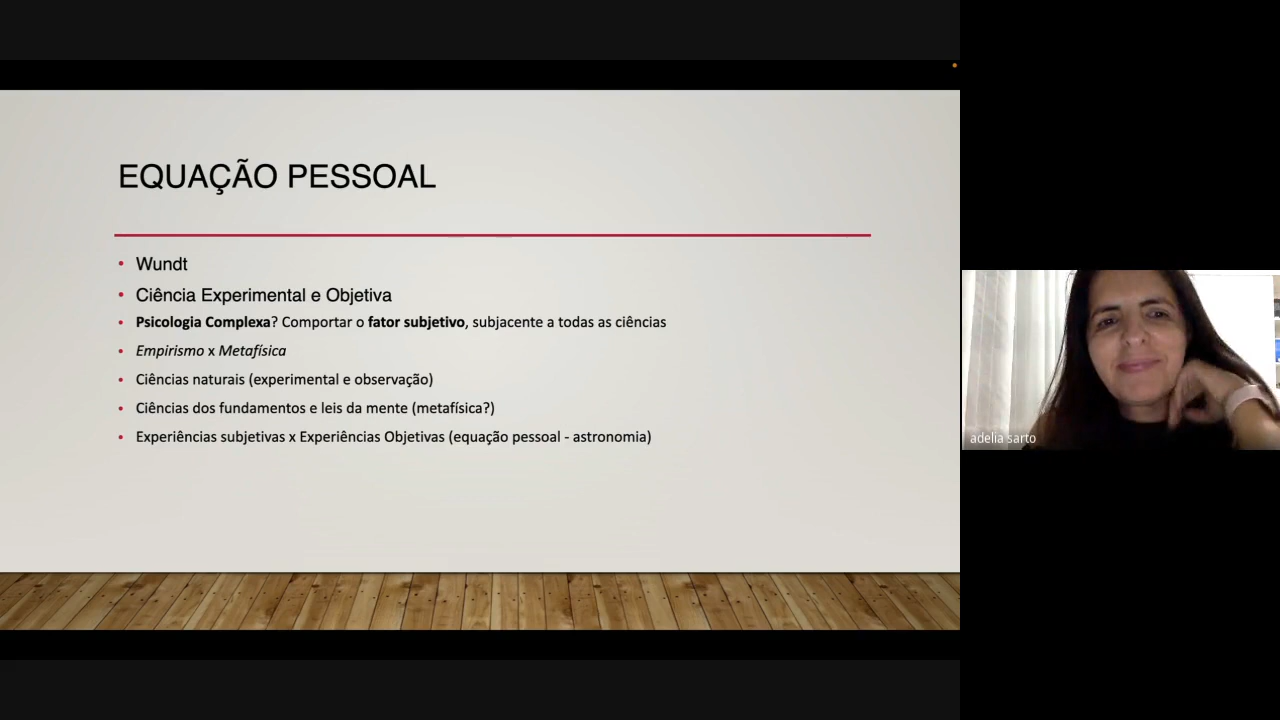 EQUAÇÃO PESSOAL
• Wundt
• Ciência Experimental e Objetiva
• Psicologia Complexa? Comportar o fator subjetivo, subjacente a todas as ciências
• Empirismo x Metafísica
• Ciências naturais (experimental e observação)
• Ciências dos fundamentos e leis da mente (metafísica?)
• Experiências subjetivas x Experiências Objetivas (equação pessoal - astronomia)
adelia sarto